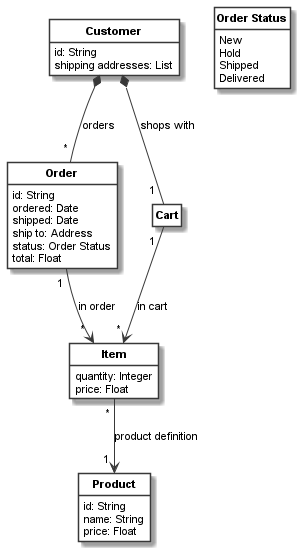 Customer
id: String
shipping addresses: List
Order Status
New
Hold
Shipped
Delivered
orders
shops with
*
1
Order
id: String
ordered: Date
shipped: Date
ship to: Address
status: Order Status
total: Float
Cart
1
1
in order
in cart
*
*
Item
quantity: Integer
price: Float
*
product definition
1
Product
id: String
name: String
price: Float